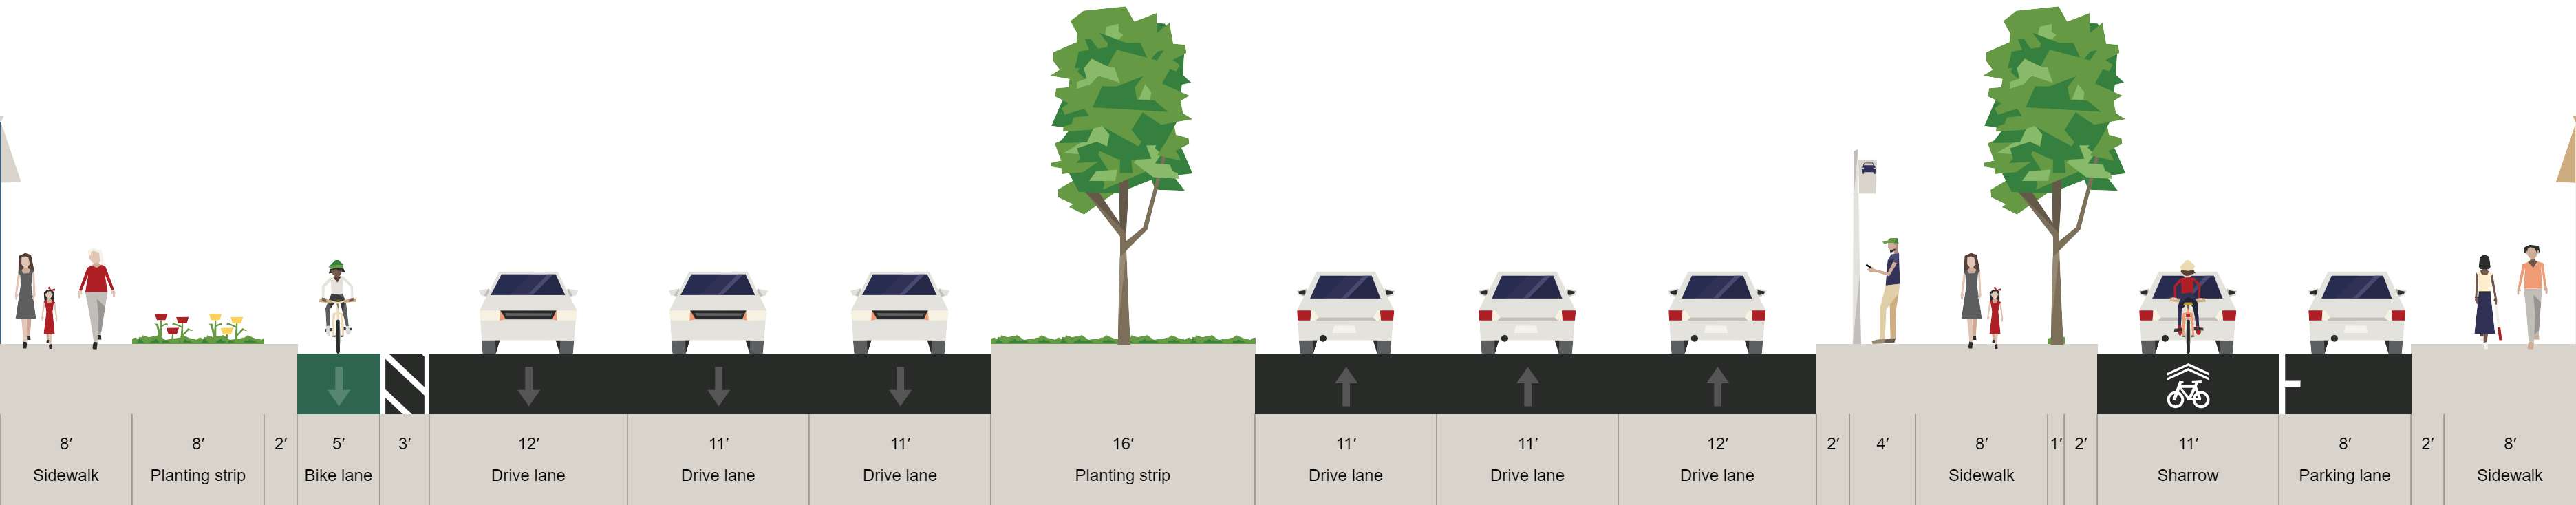 8′ 8′ 2′ 5′ 3′ 12′ 11′ 11′ 16′ 11′ 11′ 12′ 2′ 4′ 8′ 1′ 2′ 11′ 8′ 2′ 8′
Sidewalk Planting strip Bike lane Drive lane Drive lane Drive lane Planting strip Drive lane Drive lane Drive lane Sidewalk Sharrow Parking lane Sidewalk